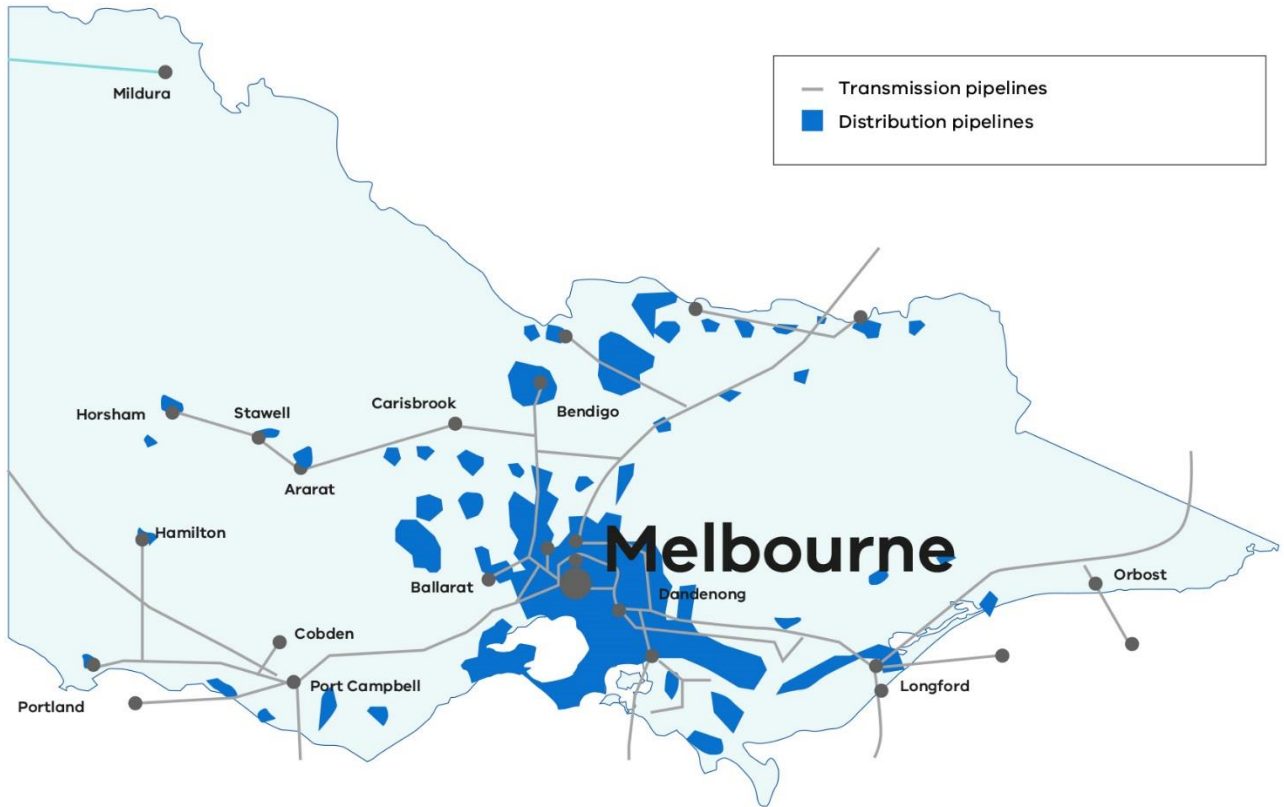 Transmission pipelines
Distribution pipelines
Mildura
Horsham
Stawell
Carisbrook
Bendigo
Ararat
Hamilton
Melbourne
Ballarat
Dandenong
Orbost
Cobden
Port Campbell
Longford
Portland